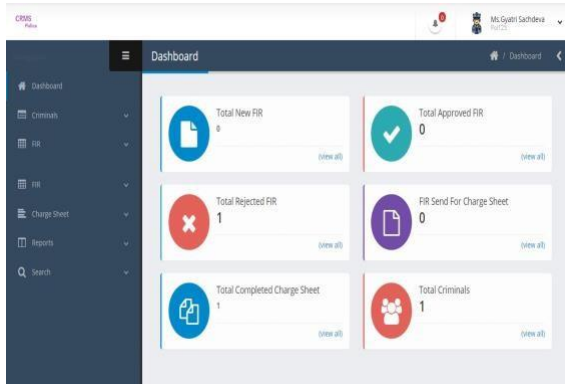 CRMS
Police
0
Ms.Gyatri Sachdeva
Dashboard
/ Dashboard
Dashboard
Criminals
FIR
FIR
Charge Sheet
Reports
Search
Total New FIR
0
(view all)
Total Approved FIR
0
(view all)
Total Rejected FIR
1
(view all)
FIR Send For Charge Sheet
0
(view all)
Total Completed Charge Sheet
1
(view all)
Total Criminals
1
(view all)